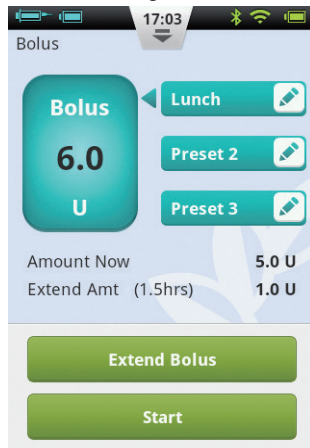 17:03
Bolus
Bolus
6.0
U
Lunch
Preset 2
Preset 3
Amount Now 5.0 U
Extend Amt (1.5hrs) 1.0 U
Extend Bolus
Start